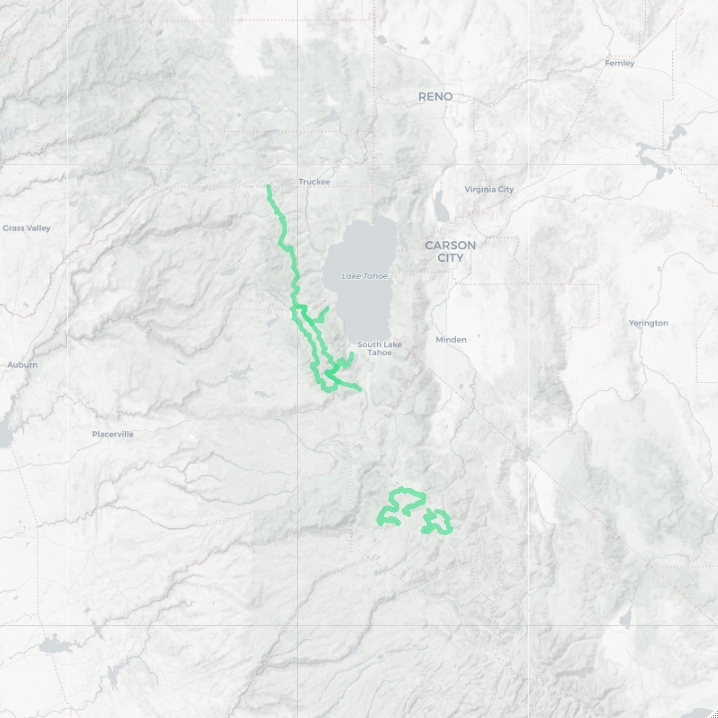 Fernley
RENO
Truckee
Virginia City
Grass Valley
CARSON
CITY
Lake Tahoe
Yerington
Minden
South Lake
Tahoe
Auburn
Placerville